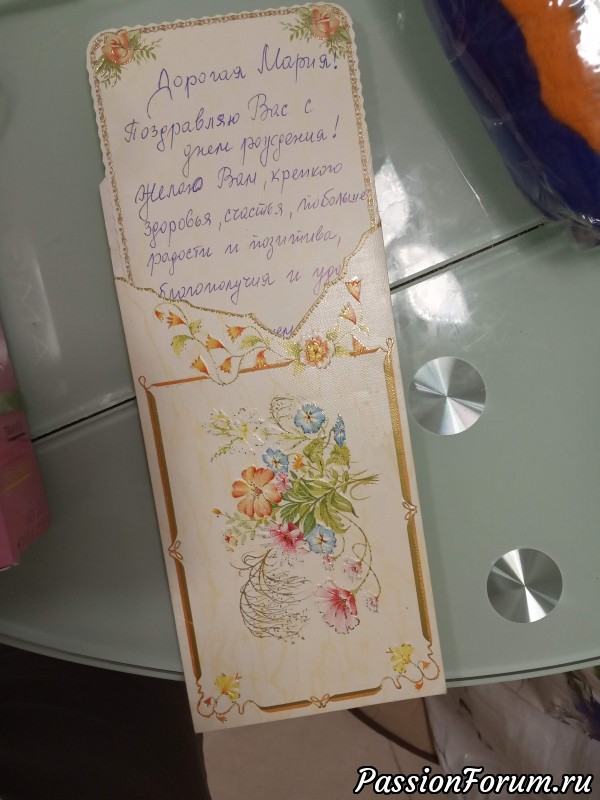 Дорогая Мария!
Поздравляю Вас с
днем рождения!
Желаю Вам, крепкого
здоровья, счастья, побольше
радости и позитива,
благополучия и
PassionForum.ru